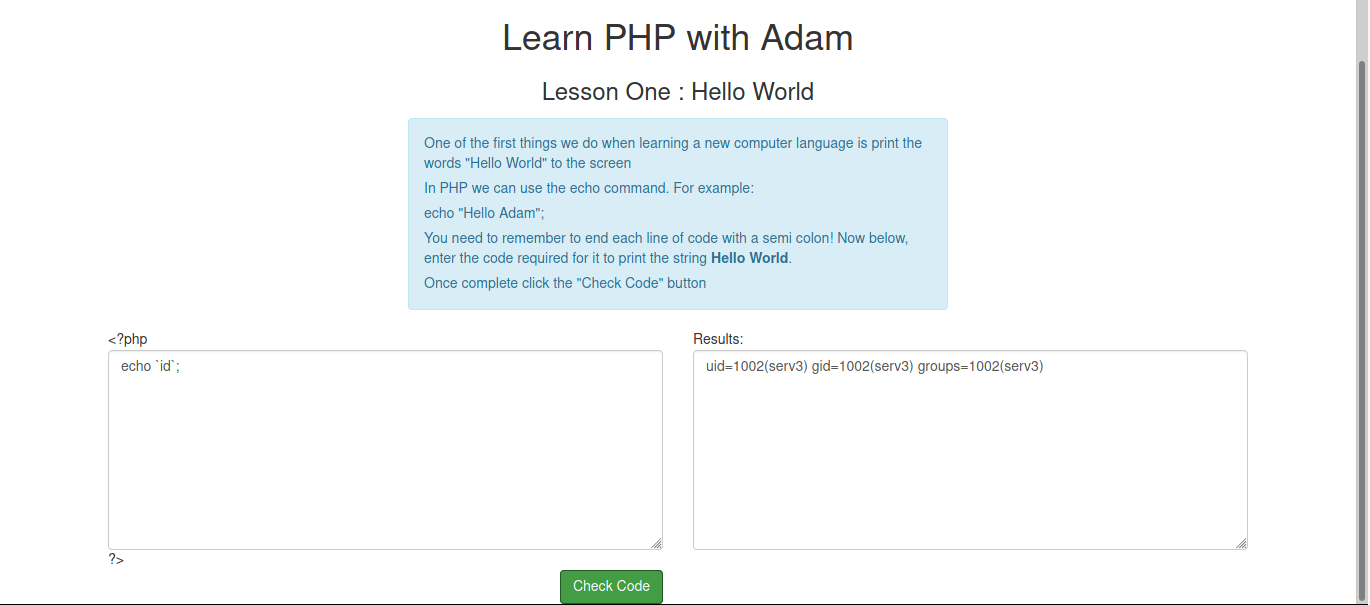 Learn PHP with Adam
Lesson One : Hello World
One of the first things we do when learning a new computer language is print the
words "Hello World" to the screen
In PHP we can use the echo command. For example:
echo "Hello Adam";
You need to remember to end each line of code with a semi colon! Now below,
enter the code required for it to print the string Hello World.
Once complete click the "Check Code" button
<?php
echo `id`;
?>
Check Code
Results:
uid=1002(serv3) gid=1002(serv3) groups=1002(serv3)